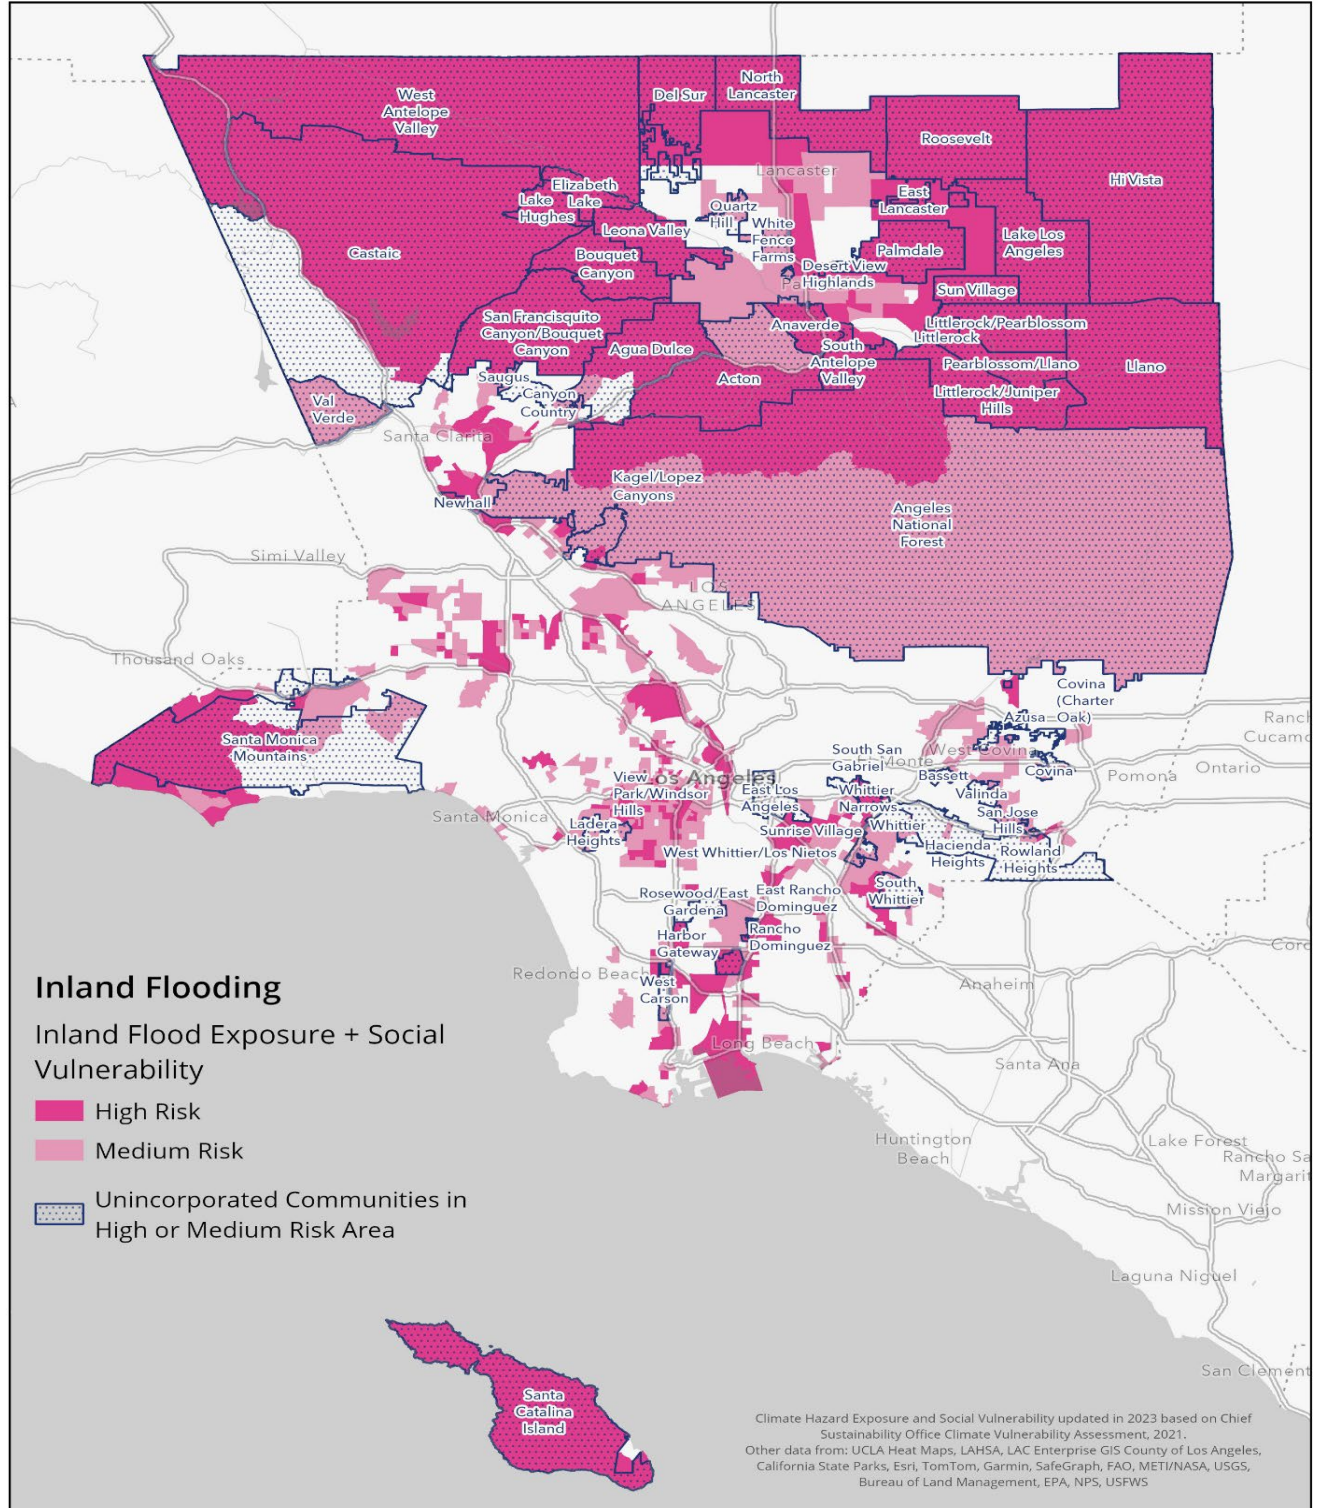 West
Antelope
Valley
Del Sur
North
Lancaster
Roosevelt
Hi Vista
Lancaster
Elizabeth
Lake
Lake
Hughes
East
Lancaster
Quartz
Hill
White
Fence
Farms
Leona Valley
Lake Los
Angeles
Castaic
Bouquet
Canyon
Palmdale
Desert View
Highlands
Sun Village
San Francisquito
Canyon/Bouquet
Canyon
Anaverde
Littlerock/Pearblossom
Littlerock
Agua Dulce
South
Antelope
Valley
Pearblossom/Llano
Llano
Acton
Saugus
Canyon
Country
Littlerock/Juniper
Hills
Val
Verde
Santa Clarita
Kagel/Lopez
Canyons
Newhall
Angeles
National
Forest
Simi Valley
LOS
ANGELES
Thousand Oaks
Covina
(Charter
Oak)
Azusa
Ranch
Cucamo
Santa Monica
Mountains
South San
Gabriel
El Monte
West Covina
Covina
Pomona
Ontario
View
Park/Windsor
Hills
Los Angeles
East Los
Angeles
Whittier
Narrows
Bassett
Valinda
Santa Monica
Ladera
Heights
Sunrise Village
Whittier
San Jose
Hills
West Whittier/Los Nietos
Hacienda
Heights
Rowland
Heights
South
Whittier
Rosewood/East
Gardena
East Rancho
Dominguez
Harbor
Gateway
Rancho
Dominguez
Redondo Beach
West
Carson
Anaheim
Coro
Long Beach
Santa Ana
Huntington
Beach
Lake Forest
Rancho Sa
Margarit
Mission Viejo
Laguna Niguel
San Clement
Inland Flooding
Inland Flood Exposure + Social
Vulnerability
High Risk
Medium Risk
Unincorporated Communities in
High or Medium Risk Area
Santa
Catalina
Island
Climate Hazard Exposure and Social Vulnerability updated in 2023 based on Chief
Sustainability Office Climate Vulnerability Assessment, 2021.
Other data from: UCLA Heat Maps, LAHSA, LAC Enterprise GIS County of Los Angeles,
California State Parks, Esri, TomTom, Garmin, SafeGraph, FAO, METI/NASA, USGS,
Bureau of Land Management, EPA, NPS, USFWS